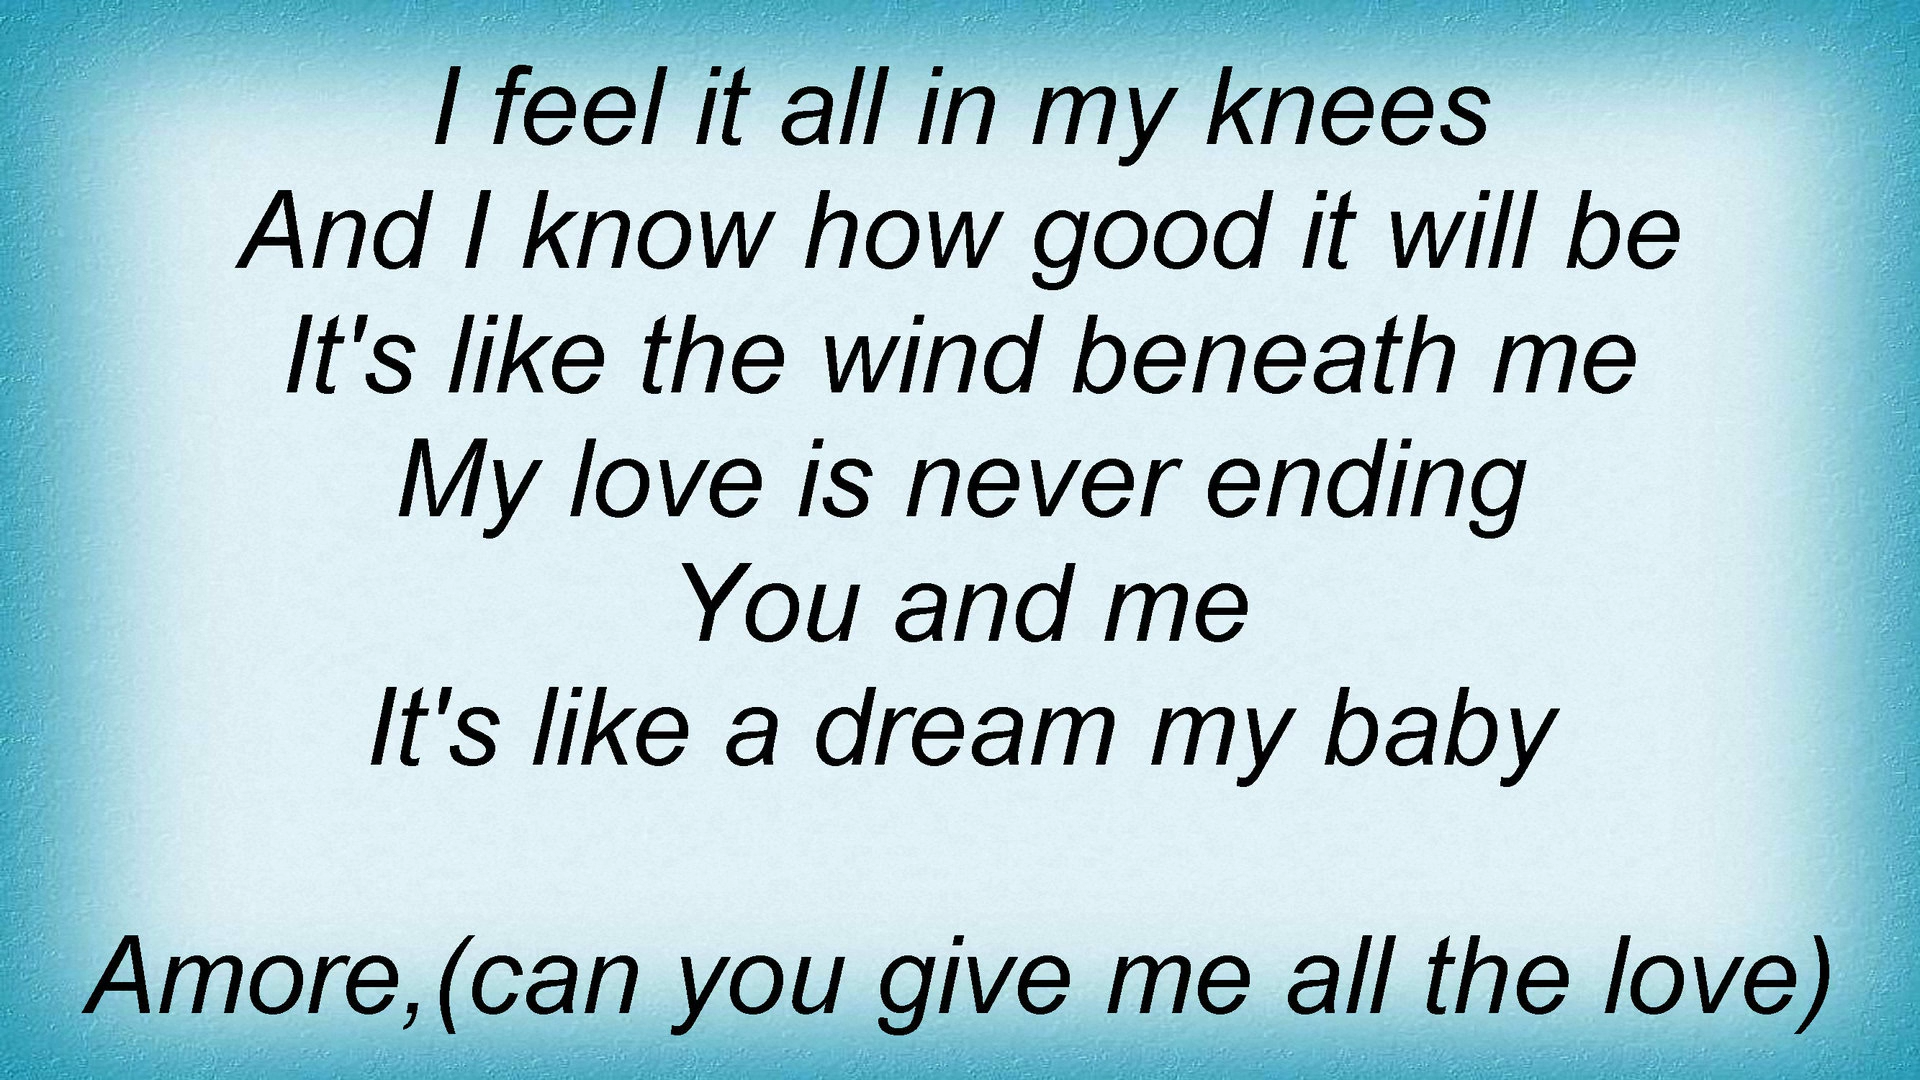 I feel it all in my knees
And I know how good it will be
It's like the wind beneath me
My love is never ending
You and me
It's like a dream my baby
Amore,(can you give me all the love)